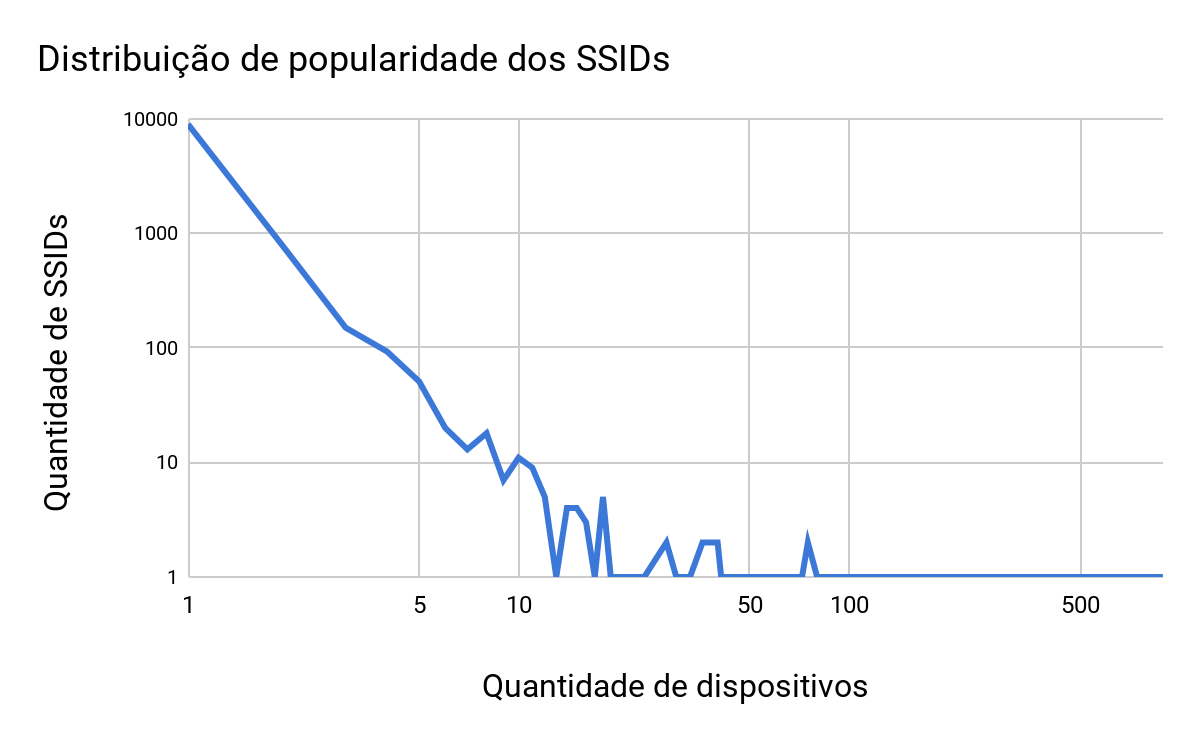 Distribuição de popularidade dos SSIDs
10000
1000
100
10
1
Quantidade de SSIDs
1 5 10 50 100 500
Quantidade de dispositivos